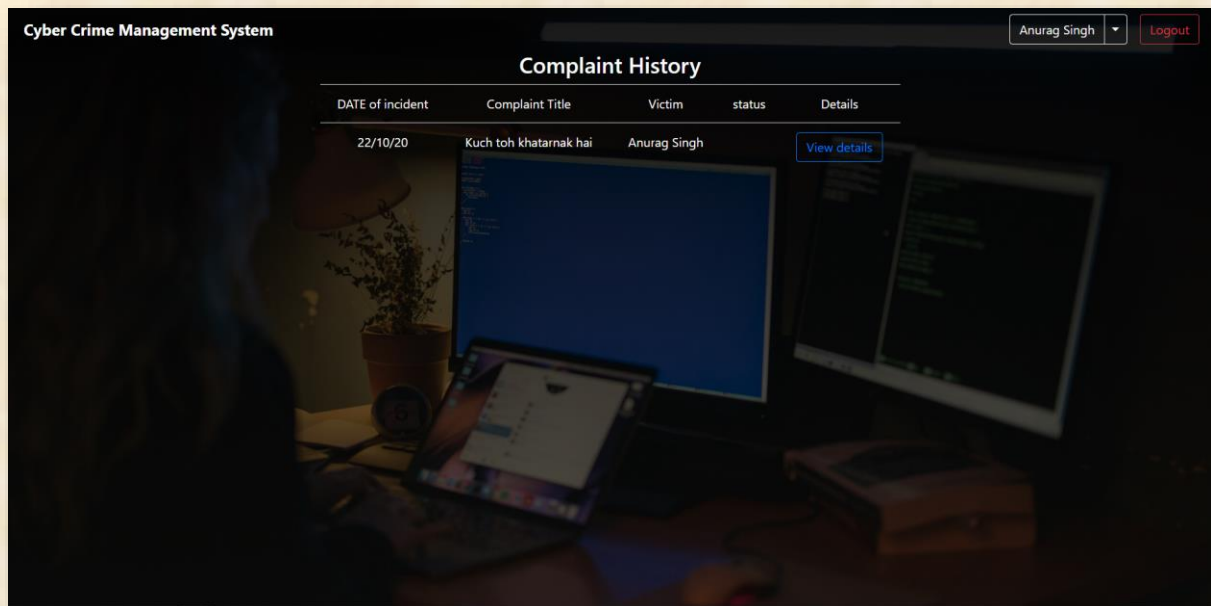 Cyber Crime Management System
Anurag Singh
Logout
Complaint History
DATE of incident Complaint Title Victim status Details
22/10/20 Kuch toh khatarnak hai Anurag Singh View details